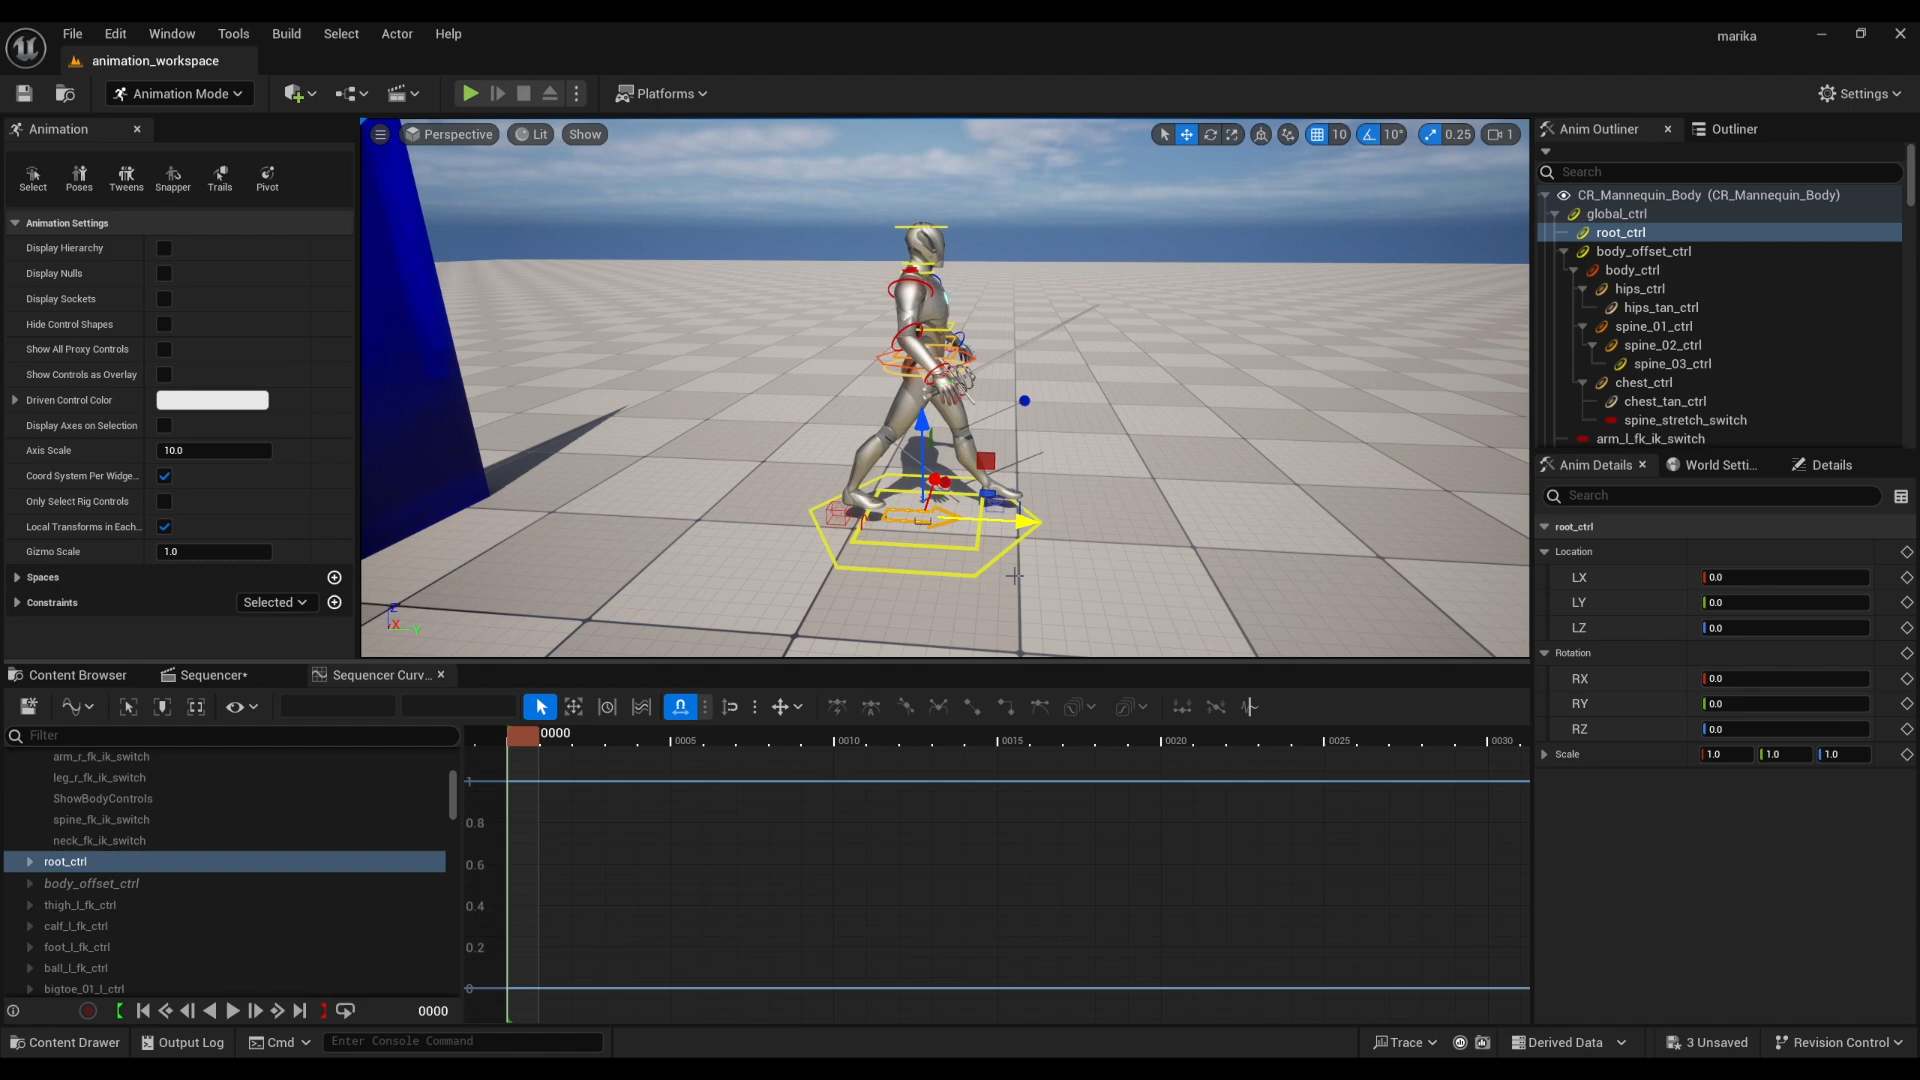 File Edit Window Tools Build Select Actor Help
marika
animation_workspace
Animation Mode
Platforms
Settings
Animation
Perspective
Lit
Show
10
10°
0.25
1
Select
Poses
Tweens
Snapper
Trails
Pivot
Animation Settings
Display Hierarchy
Display Nulls
Display Sockets
Hide Control Shapes
Show All Proxy Controls
Show Controls as Overlay
Driven Control Color
Display Axes on Selection
Axis Scale 10.0
Coord System Per Widge...
Only Select Rig Controls
Local Transforms in Each...
Gizmo Scale 1.0
Spaces
Constraints Selected
Z
X
Y
Anim Outliner
Outliner
Search
CR_Mannequin_Body (CR_Mannequin_Body)
global_ctrl
root_ctrl
body_offset_ctrl
body_ctrl
hips_ctrl
hips_tan_ctrl
spine_01_ctrl
spine_02_ctrl
spine_03_ctrl
chest_ctrl
chest_tan_ctrl
spine_stretch_switch
arm_l_fk_ik_switch
Anim Details
World Setti...
Details
Search
root_ctrl
Location
LX 0.0
LY 0.0
LZ 0.0
Rotation
RX 0.0
RY 0.0
RZ 0.0
Scale 1.0 1.0 1.0
Content Browser
Sequencer*
Sequencer Curv...
Filter
0000
0005 0010 0015 0020 0025 0030
arm_r_fk_ik_switch
leg_r_fk_ik_switch
ShowBodyControls
spine_fk_ik_switch
neck_fk_ik_switch
root_ctrl
body_offset_ctrl
thigh_l_fk_ctrl
calf_l_fk_ctrl
foot_l_fk_ctrl
ball_l_fk_ctrl
bigtoe_01_l_ctrl
1
0.8
0.6
0.4
0.2
0
0000
Content Drawer
Output Log
Cmd
Enter Console Command
Trace
Derived Data
3 Unsaved
Revision Control